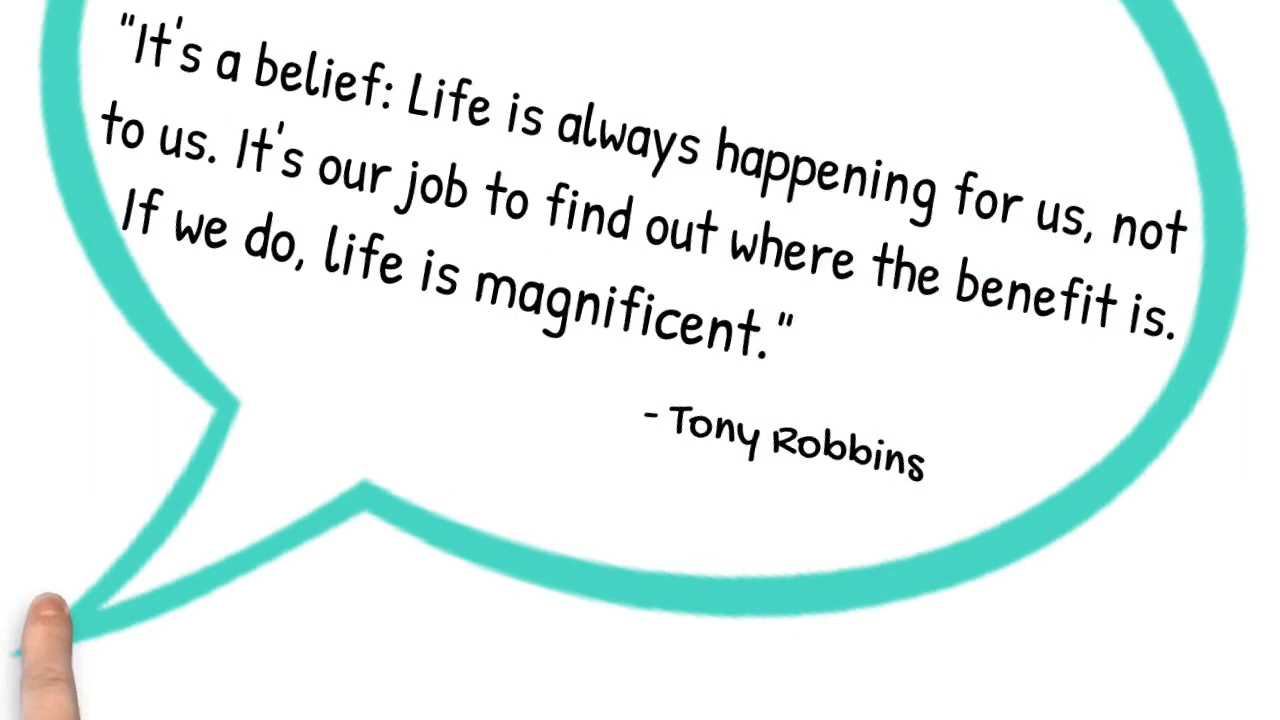 "It's a belief: Life is always happening for us, not
to us. It's our job to find out where the benefit is.
If we do, life is magnificent."
- Tony Robbins